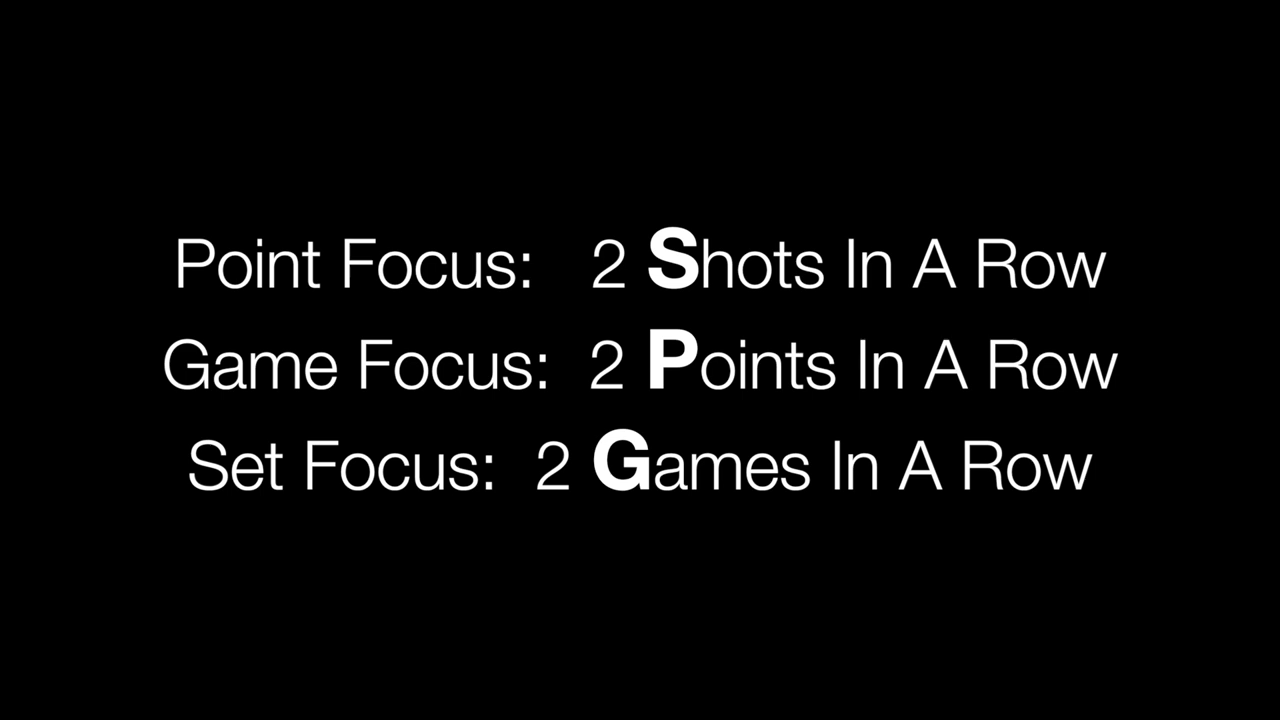 Point Focus: 2 Shots In A Row
Game Focus: 2 Points In A Row
Set Focus: 2 Games In A Row